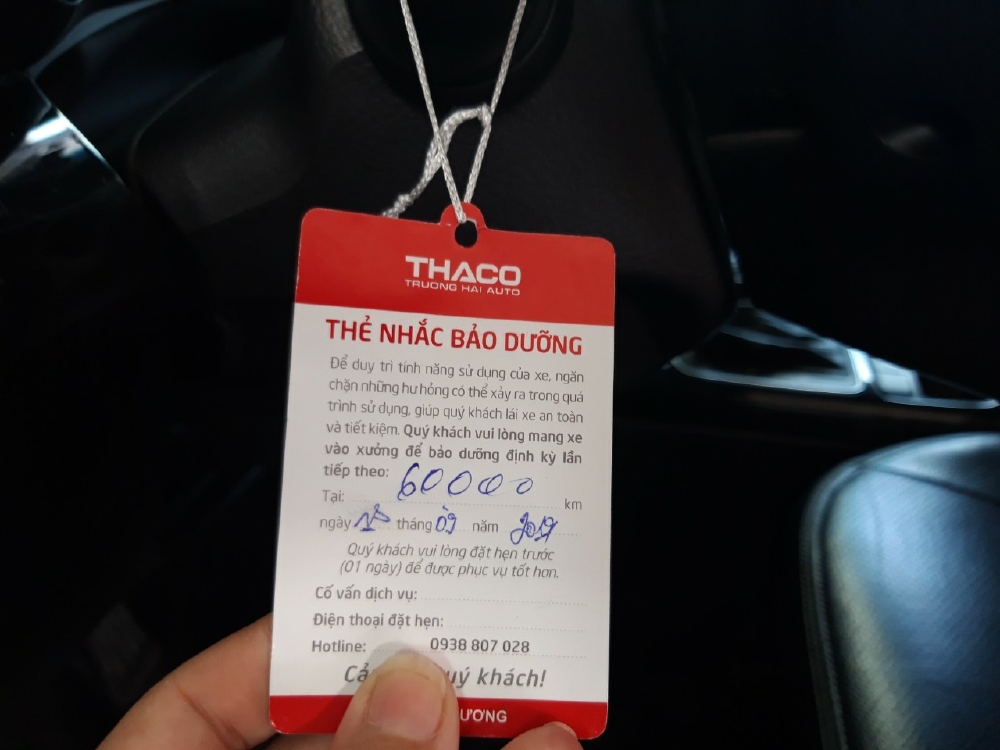 THACO
TRUONG HAI AUTO
THẺ NHẮC BẢO DƯỠNG
Để duy trì tính năng sử dụng của xe, ngăn
chặn những hư hỏng có thể xảy ra trong quá
trình sử dụng, giúp quý khách lái xe an toàn
và tiết kiệm. Quý khách vui lòng mang xe
vào xưởng để bảo dưỡng định kỳ lần
tiếp theo:
Tại: 60000 km
ngày tháng 09 năm 2019
Quý khách vui lòng đặt hẹn trước
(01 ngày) để được phục vụ tốt hơn.
Cố vấn dịch vụ:
Điện thoại đặt hẹn:
Hotline: 0938 807 028
khách!